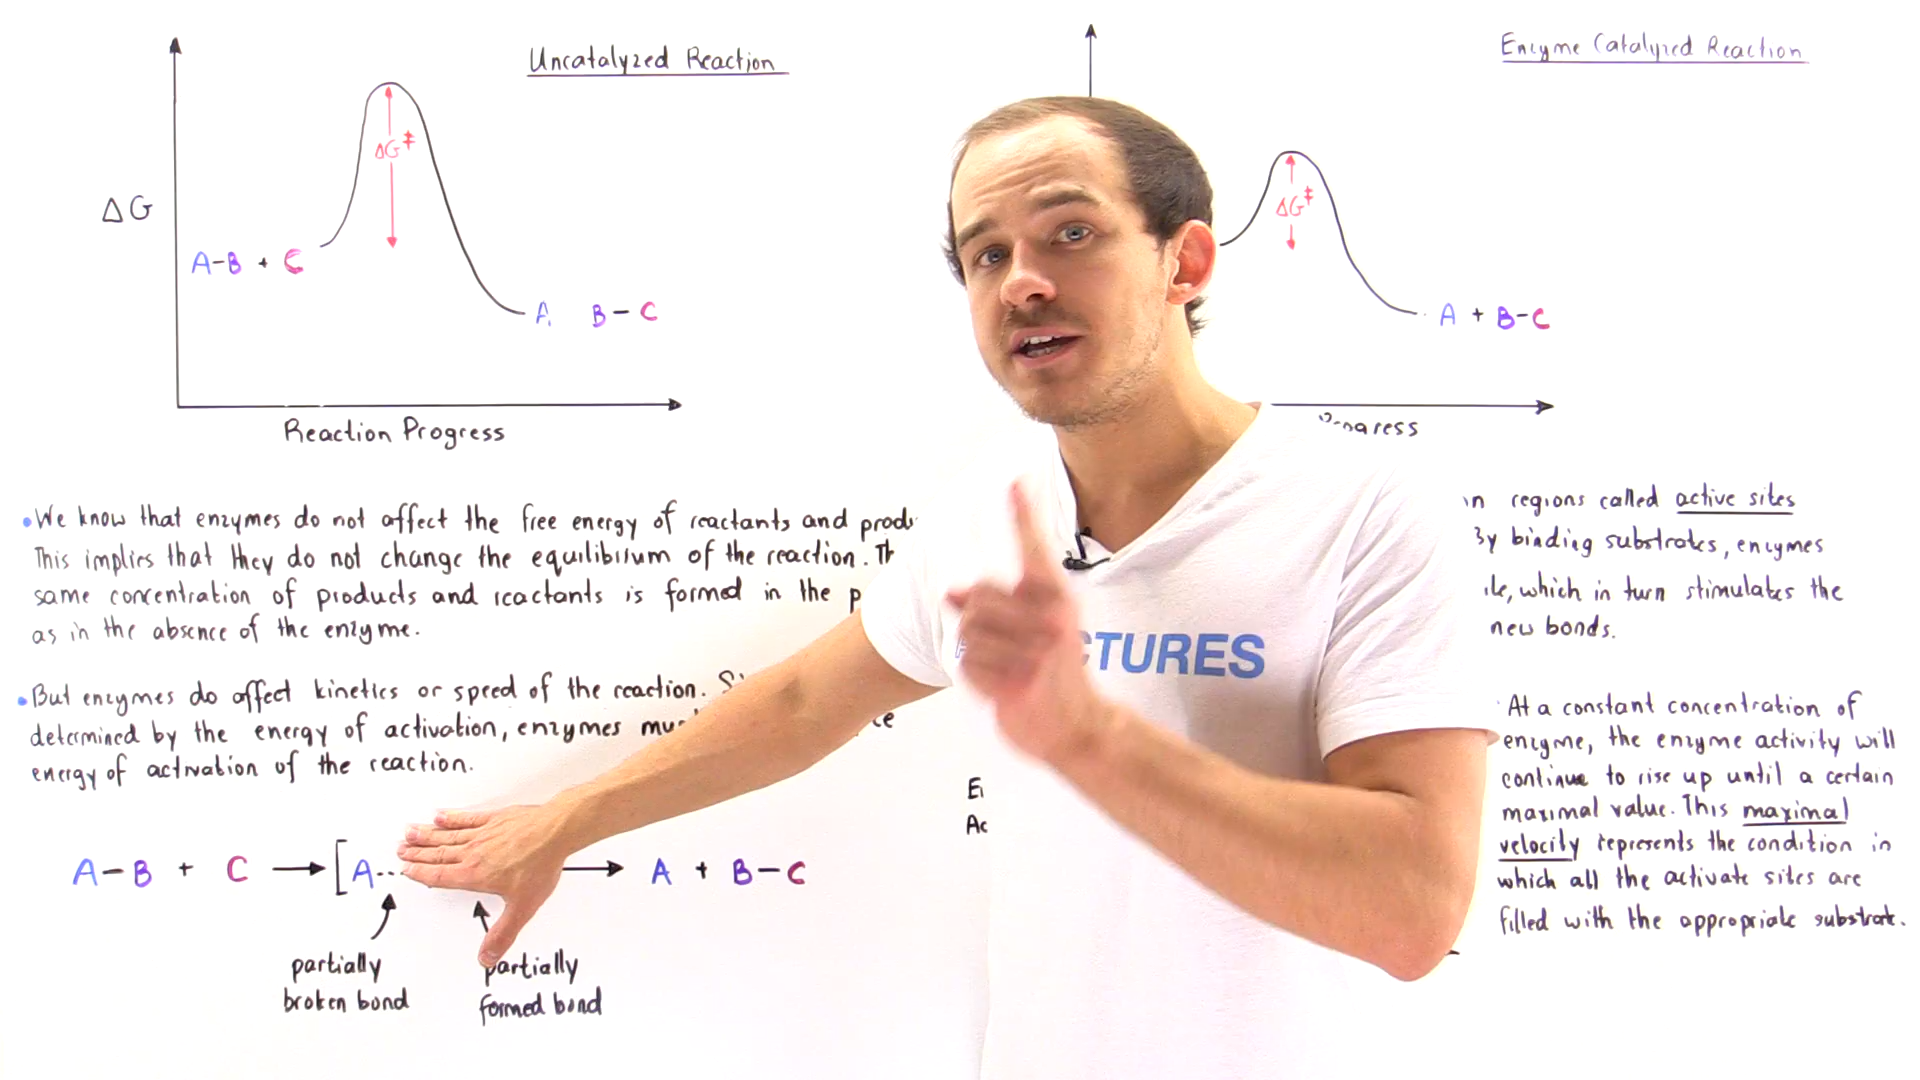 Uncatalyzed Reaction
ΔG
ΔG‡
A-B + C
A B-C
Reaction Progress
Enzyme Catalyzed Reaction
ΔG‡
A + B-C
• We know that enzymes do not affect the free energy of reactants and
This implies that they do not change the equilibrium of the reaction.
same concentration of products and reactants is formed in the
as in the absence of the enzyme.
• But enzymes do affect kinetics or speed of the reaction.
determined by the energy of activation, enzymes
energy of activation of the reaction.
A-B + C → [A··· → A + B-C
partially
broken bond
partially
formed bond
in regions called active sites
By binding substrates, enzymes
which in turn stimulates the
new bonds.
At a constant concentration of
enzyme, the enzyme activity will
continue to rise up until a certain
maximal value. This maximal
velocity represents the condition in
which all the activate sites are
filled with the appropriate substrate.
CTURES